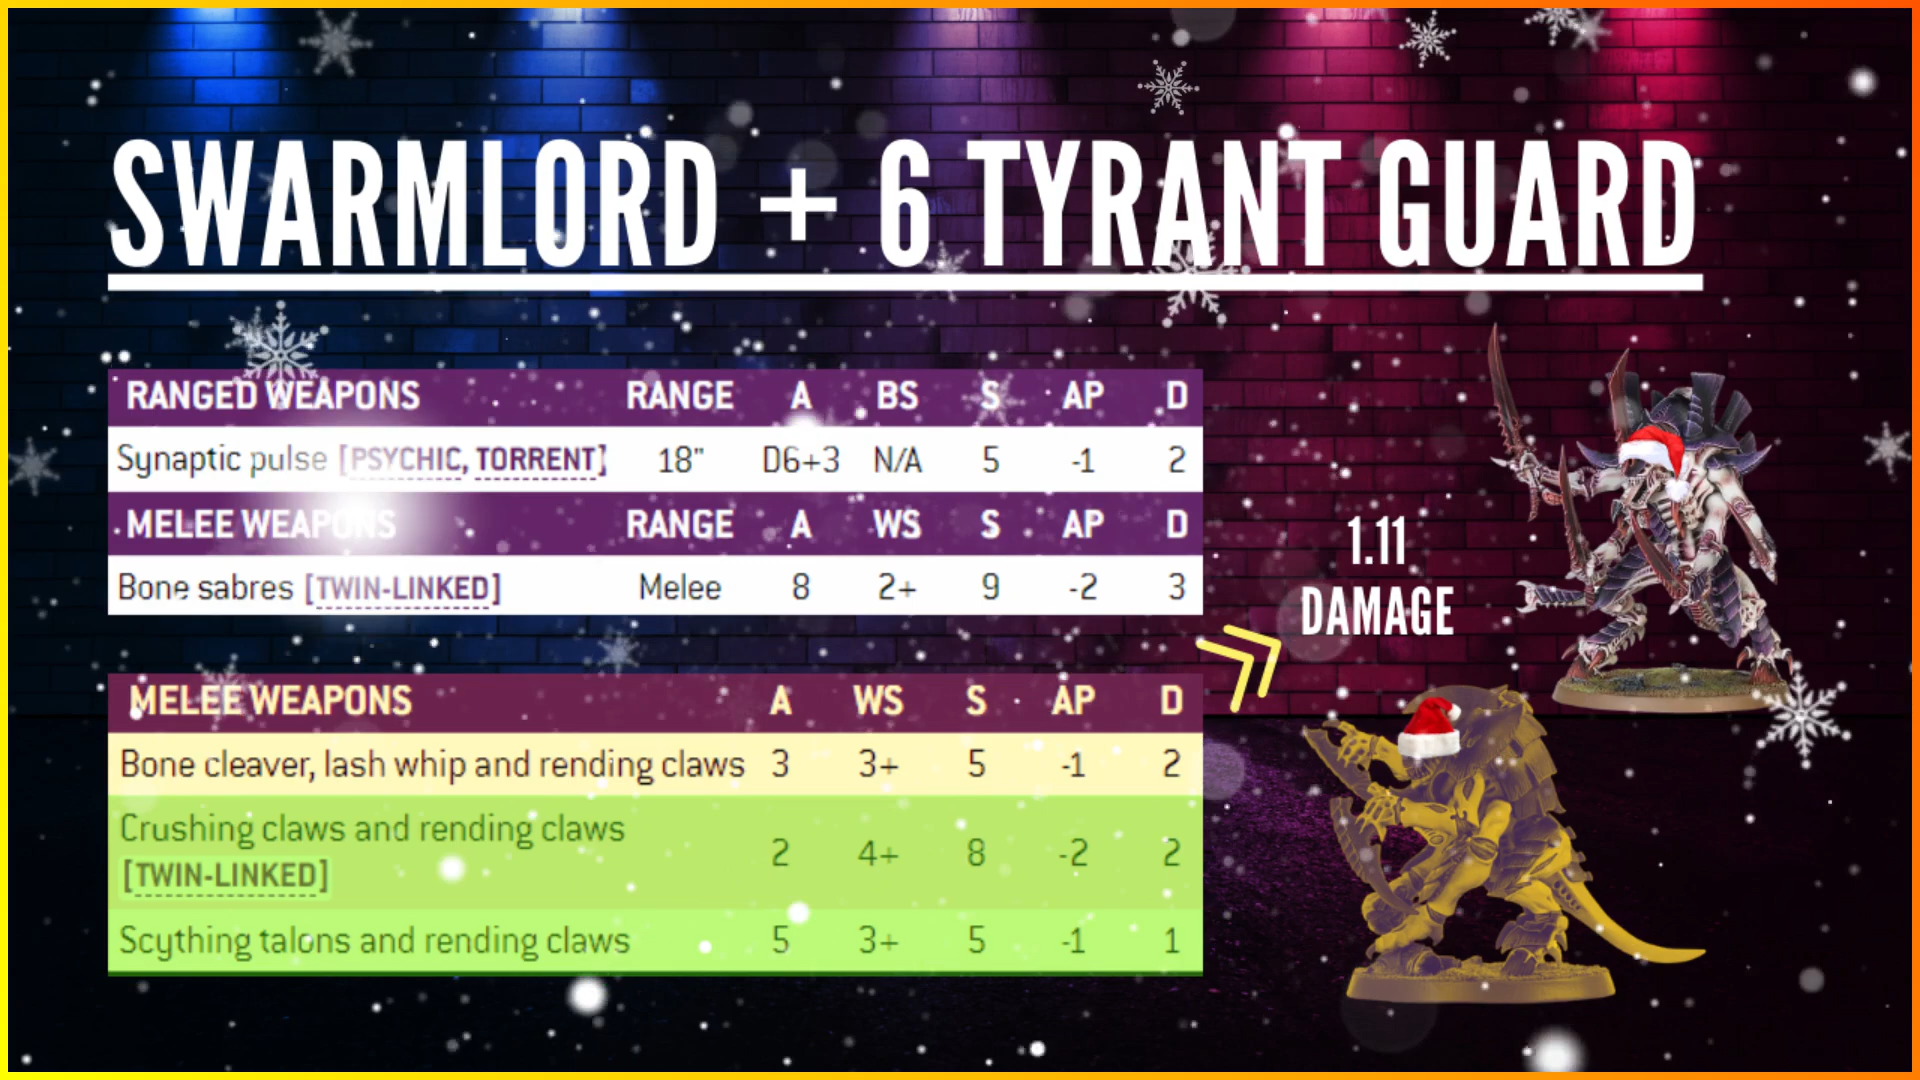 SWARMLORD + 6 TYRANT GUARD
RANGED WEAPONS RANGE A BS S AP D
Synaptic pulse [PSYCHIC, TORRENT] 18" D6+3 N/A 5 -1 2
MELEE WEAPONS RANGE A WS S AP D
Bone sabres [TWIN-LINKED] Melee 8 2+ 9 -2 3
1.11
DAMAGE
MELEE WEAPONS A WS S AP D
Bone cleaver, lash whip and rending claws 3 3+ 5 -1 2
Crushing claws and rending claws
[TWIN-LINKED] 2 4+ 8 -2 2
Scything talons and rending claws 5 3+ 5 -1 1